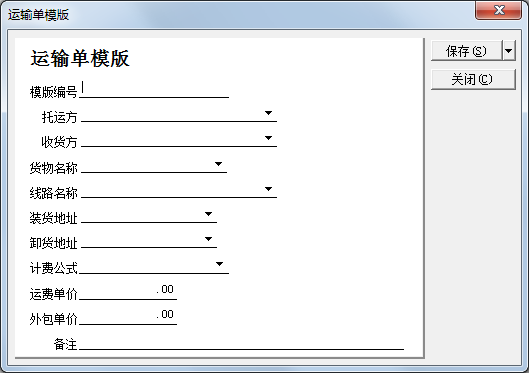 运输单模版
保存(S)
关闭(C)
运输单模版
模版编号
托运方
收货方
货物名称
线路名称
装货地址
卸货地址
计费公式
运费单价 .00
外包单价 .00
备注